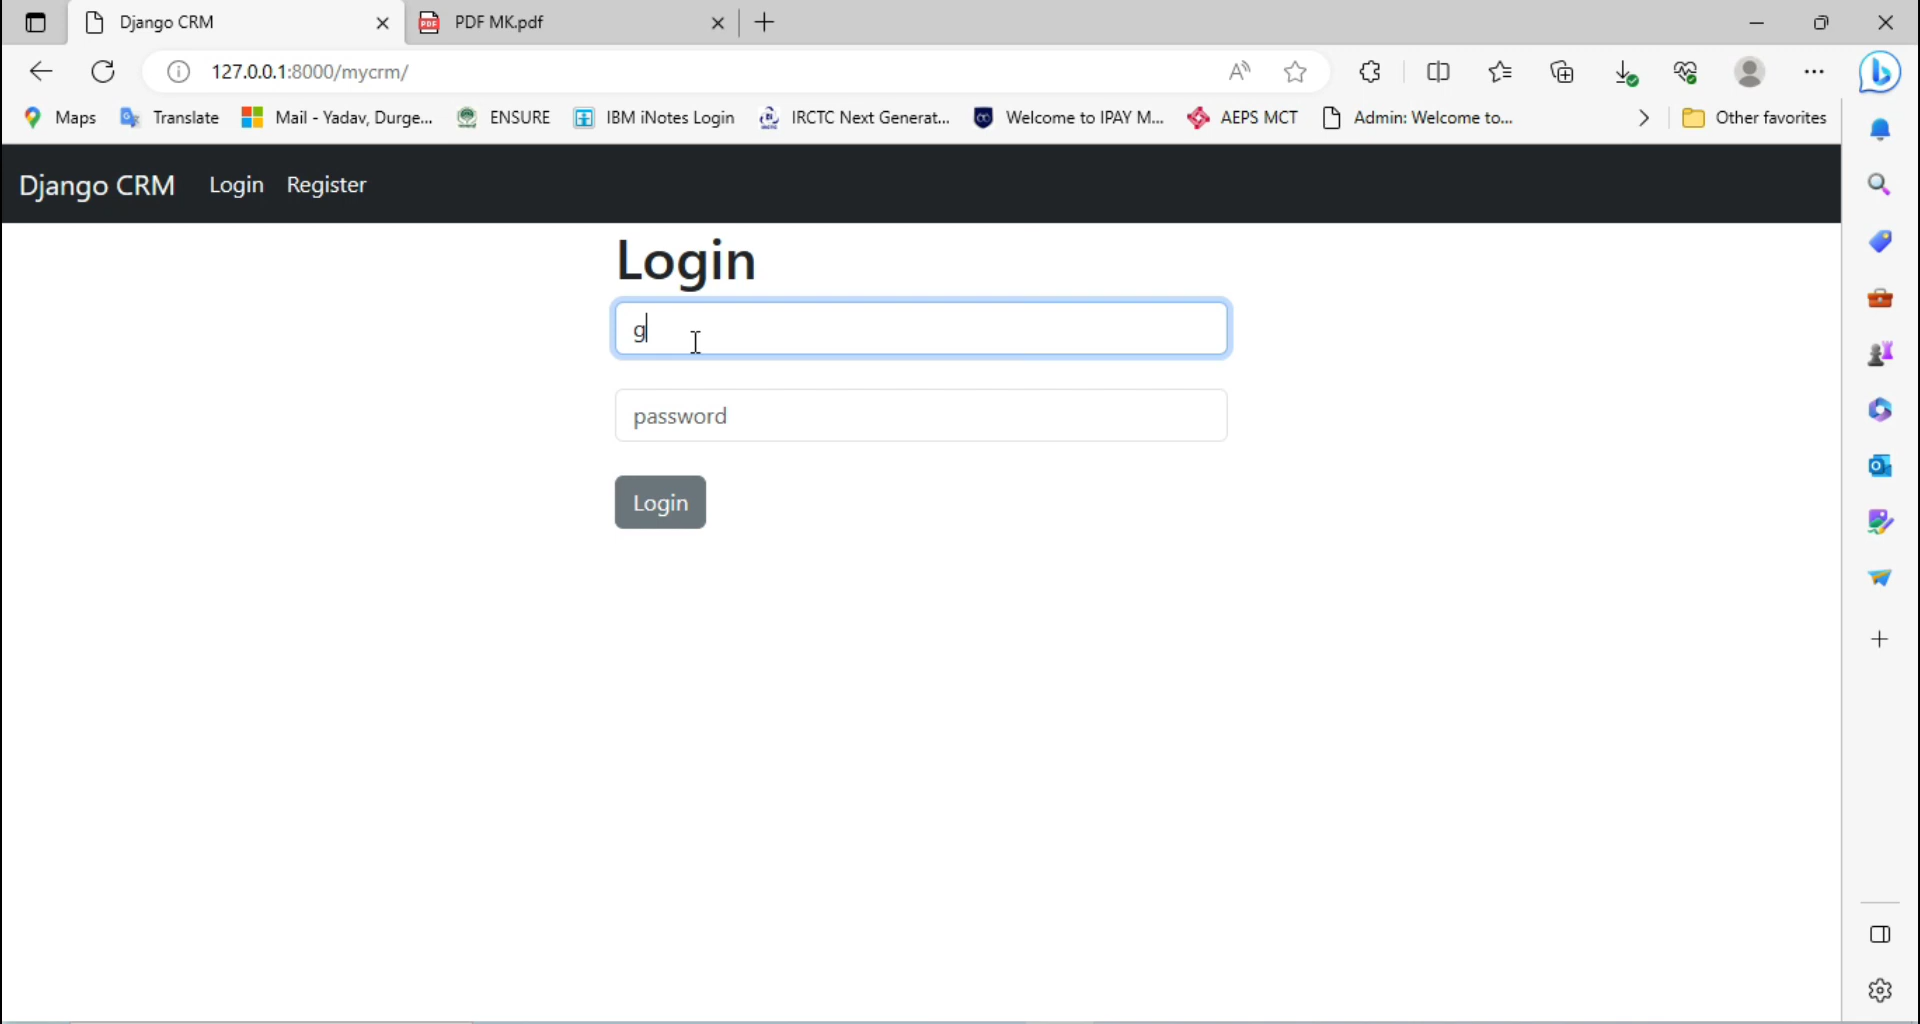 Django CRM
PDF MK.pdf
127.0.0.1:8000/mycrm/
Maps
Translate
Mail - Yadav, Durge...
ENSURE
IBM iNotes Login
IRCTC Next Generat...
Welcome to IPAY M...
AEPS MCT
Admin: Welcome to...
Other favorites
Django CRM Login Register
Login
g
password
Login